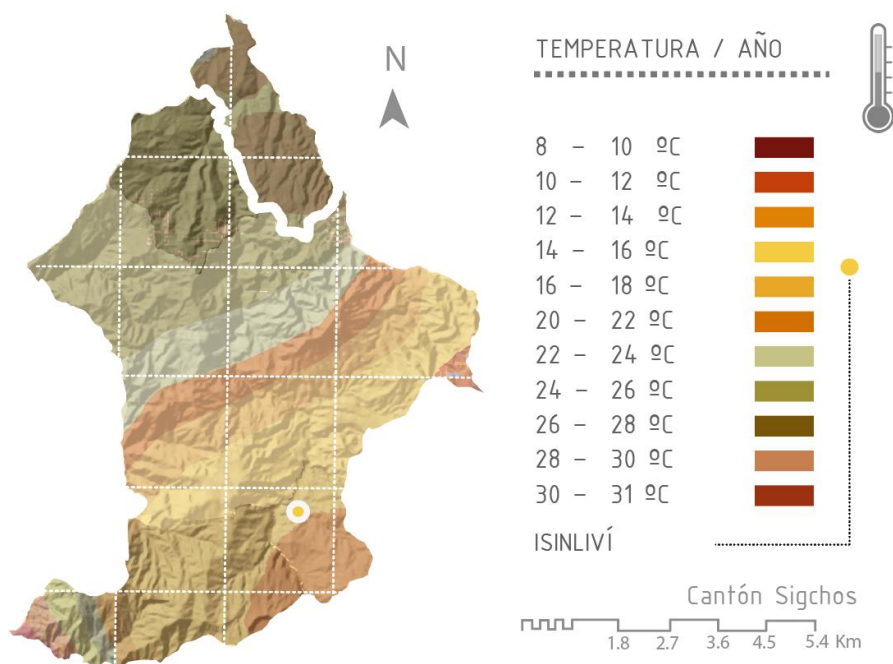 N
TEMPERATURA / AÑO
8 - 10 ºC
10 - 12 ºC
12 - 14 ºC
14 - 16 ºC
16 - 18 ºC
20 - 22 ºC
22 - 24 ºC
24 - 26 ºC
26 - 28 ºC
28 - 30 ºC
30 - 31 ºC
ISINLIVÍ
Cantón Sigchos
1.8 2.7 3.6 4.5 5.4 Km